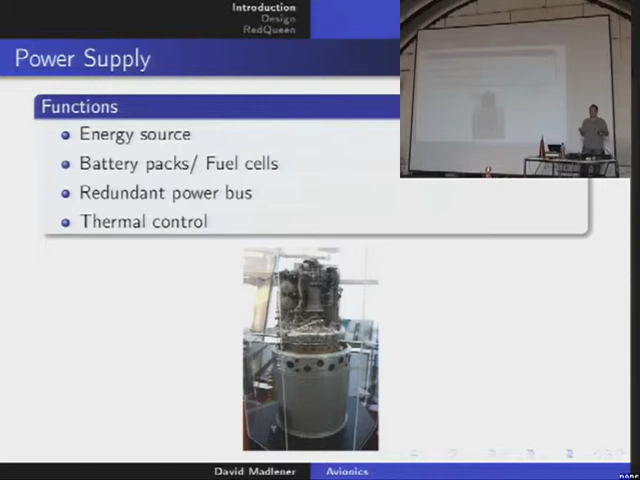 Introduction
Design
RedQueen
Power Supply
Functions
Energy source
Battery packs/ Fuel cells
Redundant power bus
Thermal control
David Madlener
Avionics